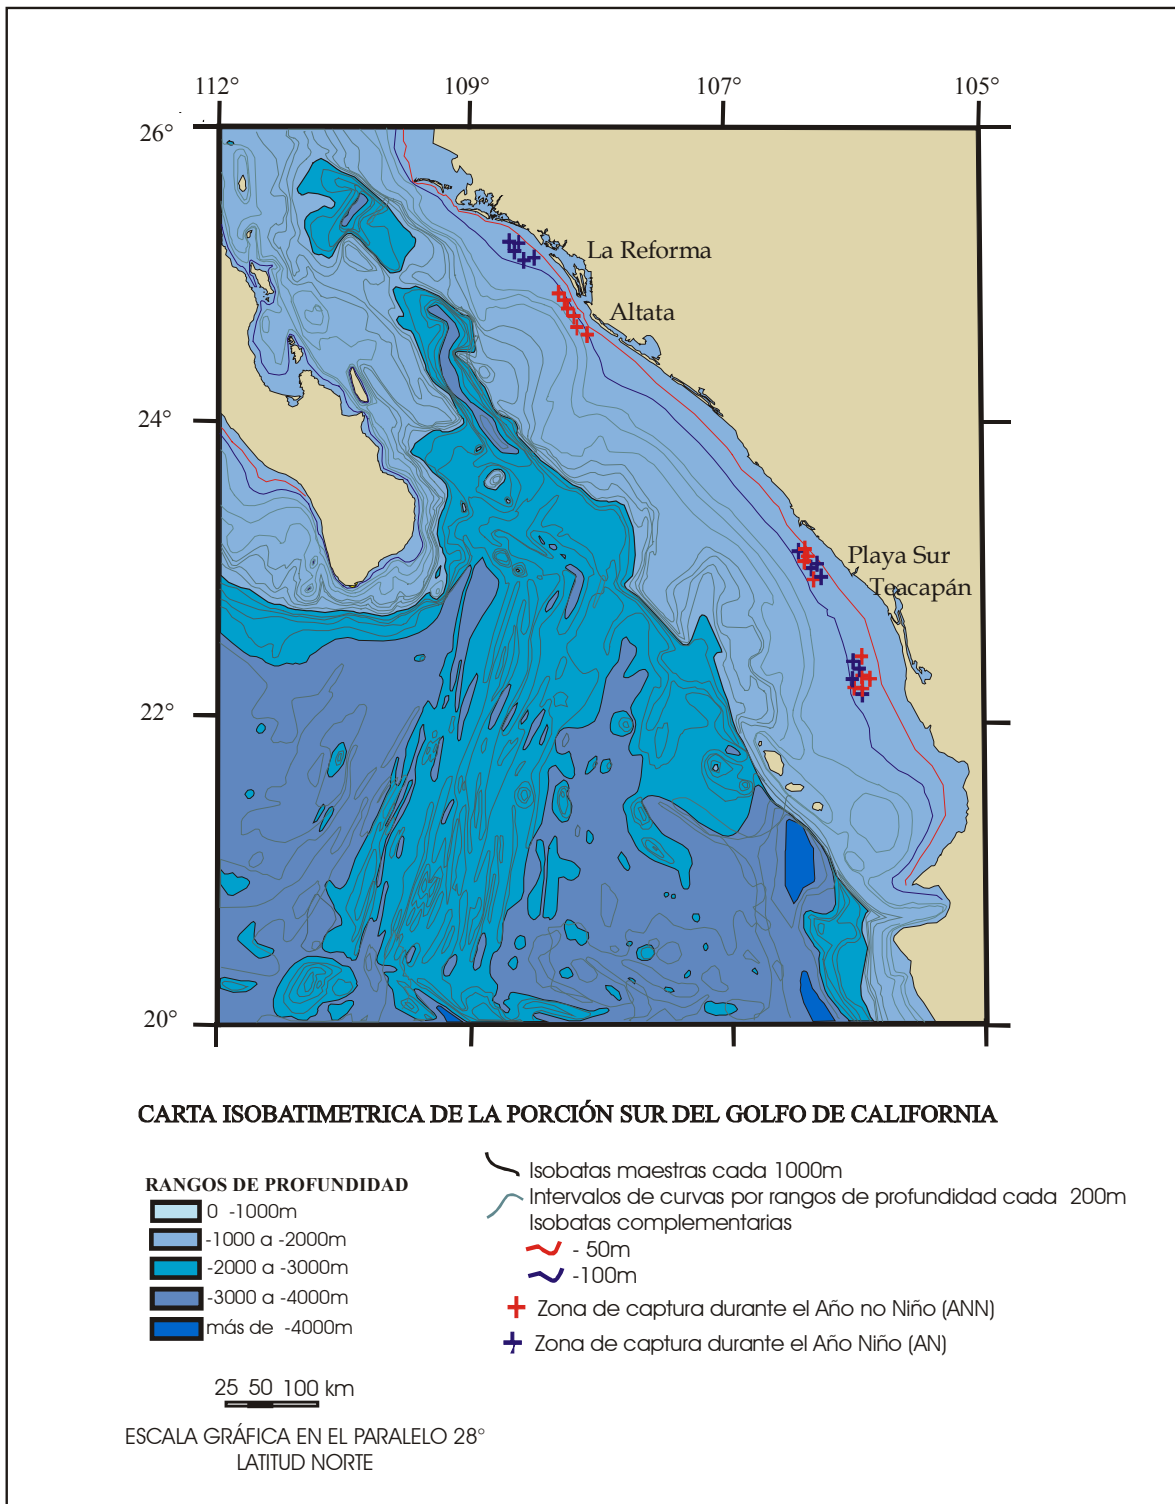 112° 109° 107° 105°
26°
La Reforma
Altata
24°
Playa Sur
Teacapán
22°
20°
CARTA ISOBATIMETRICA DE LA PORCIÓN SUR DEL GOLFO DE CALIFORNIA
RANGOS DE PROFUNDIDAD
0 -1000m
-1000 a -2000m
-2000 a -3000m
-3000 a -4000m
más de -4000m
Isobatas maestras cada 1000m
Intervalos de curvas por rangos de profundidad cada 200m
Isobatas complementarias
- 50m
-100m
Zona de captura durante el Año no Niño (ANN)
Zona de captura durante el Año Niño (AN)
25 50 100 km
ESCALA GRÁFICA EN EL PARALELO 28°
LATITUD NORTE